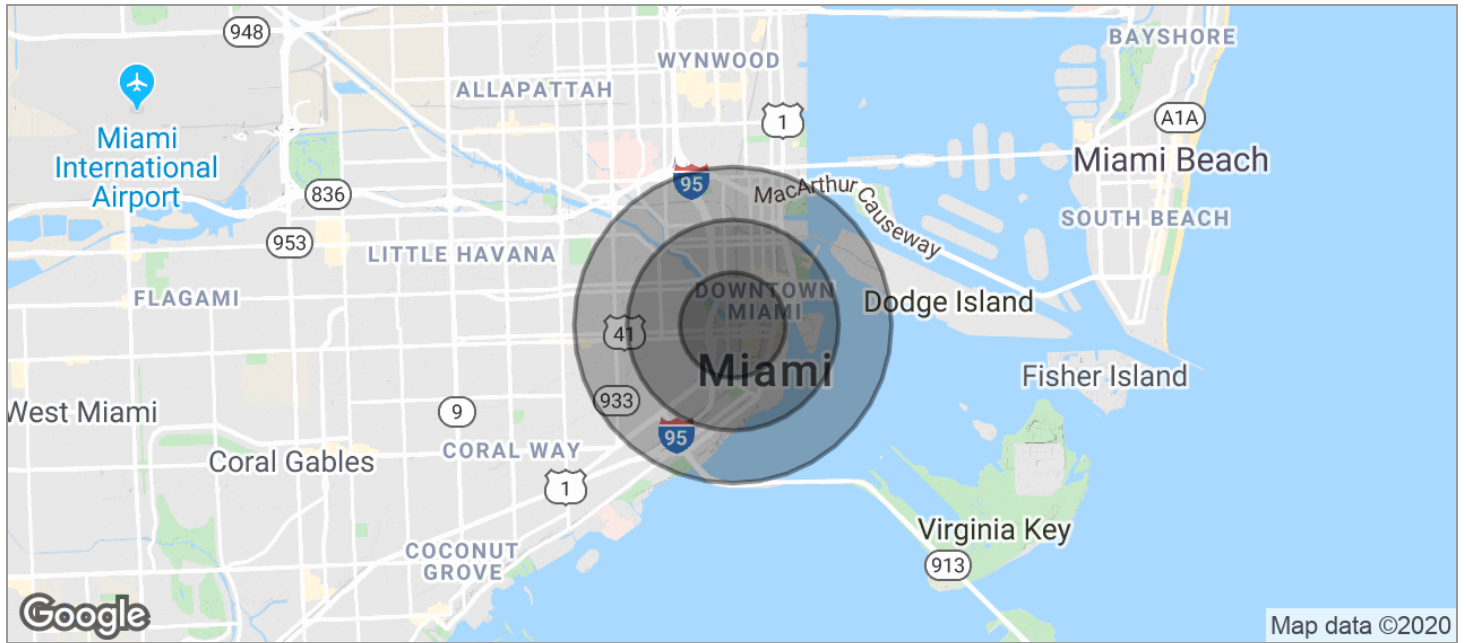 948
BAYSHORE
WYNWOOD
ALLAPATTAH
1
A1A
Miami
International
Airport
Miami Beach
95
836
MacArthur Causeway
SOUTH BEACH
953
LITTLE HAVANA
FLAGAMI
DOWNTOWN
MIAMI
Dodge Island
41
Miami
Fisher Island
933
West Miami
9
95
CORAL WAY
Coral Gables
1
Virginia Key
COCONUT
GROVE
913
Google
Map data ©2020